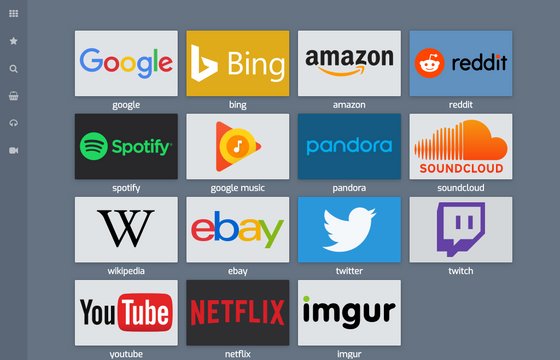 Google
google
Bing
bing
amazon
amazon
reddit
reddit
Spotify
spotify
google music
pandora
pandora
SOUNDCLOUD
soundcloud
W
wikipedia
ebay
ebay
twitter
twitch
YouTube
youtube
NETFLIX
netflix
imgur
imgur